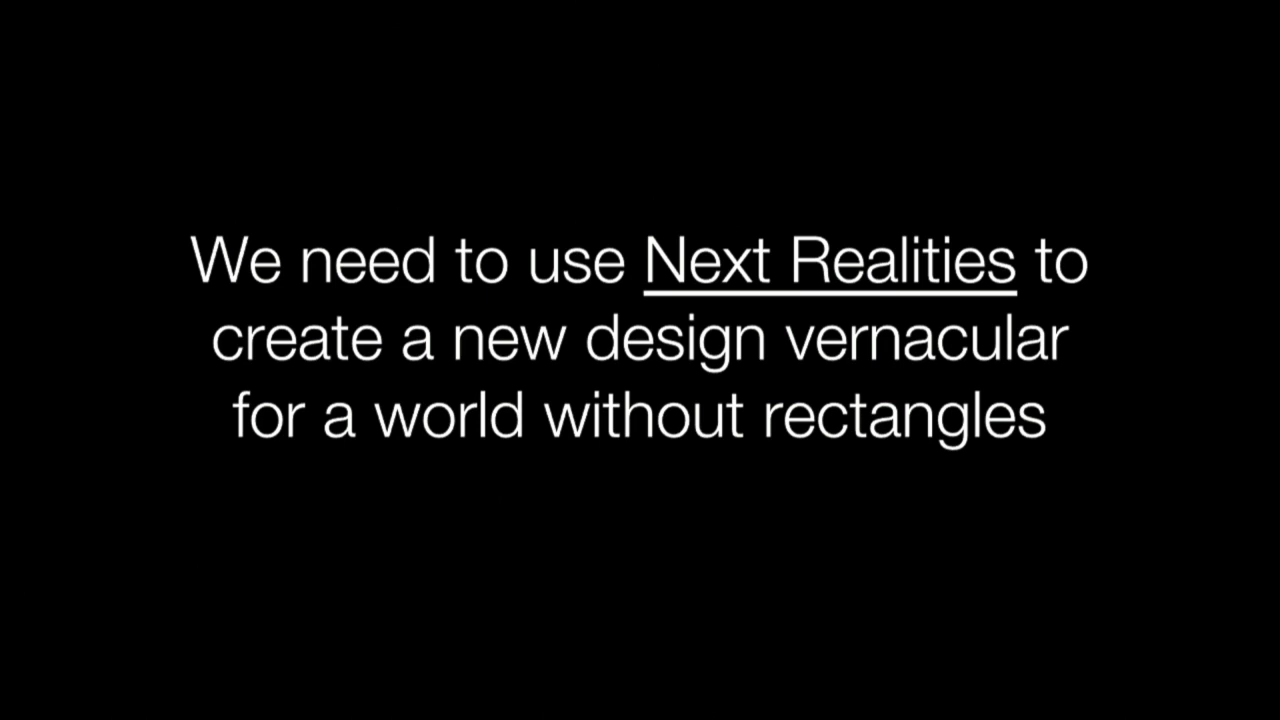 We need to use Next Realities to
create a new design vernacular
for a world without rectangles